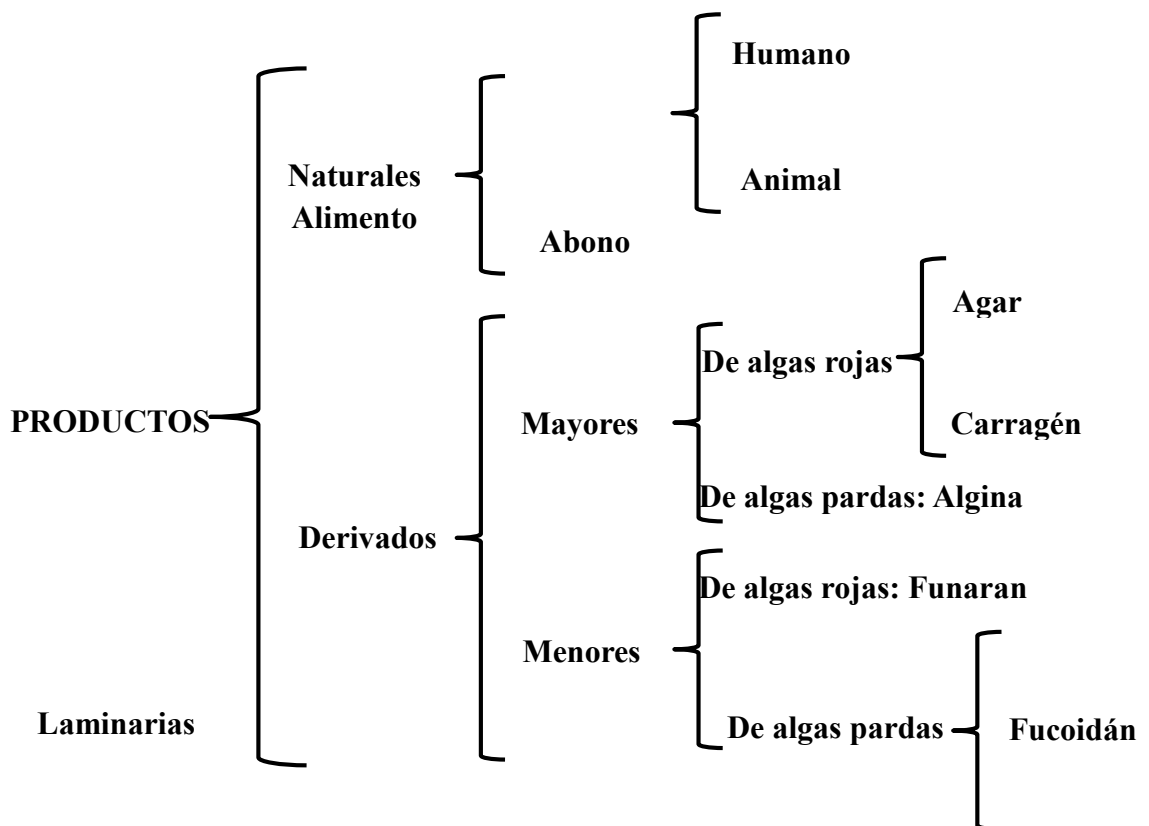 Humano
Naturales
Alimento
Animal
Abono
Agar
De algas rojas
PRODUCTOS
Mayores
Carragén
De algas pardas: Algina
Derivados
De algas rojas: Funaran
Menores
Laminarias
De algas pardas
Fucoidán